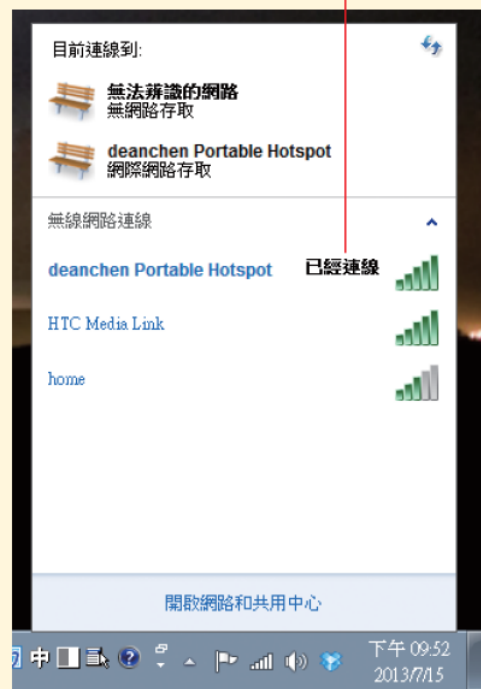 目前連線到:
無法辨識的網路
無網路存取
deanchen Portable Hotspot
網際網路存取
無線網路連線
deanchen Portable Hotspot 已經連線
HTC Media Link
home
開啟網路和共用中心
中
下午 09:52
2013/7/15